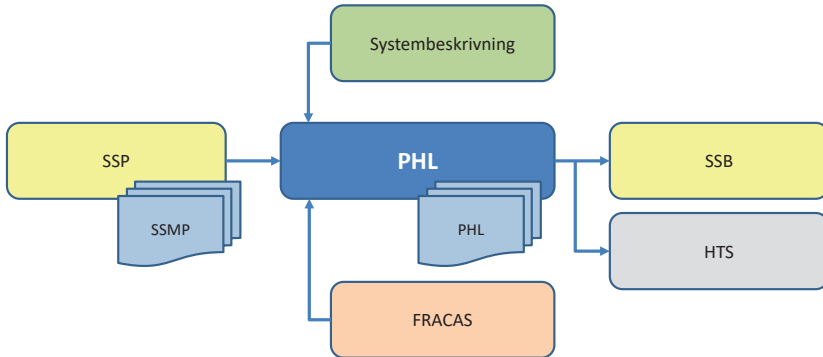 Systembeskrivning
SSP
PHL
SSB
SSMP
PHL
HTS
FRACAS